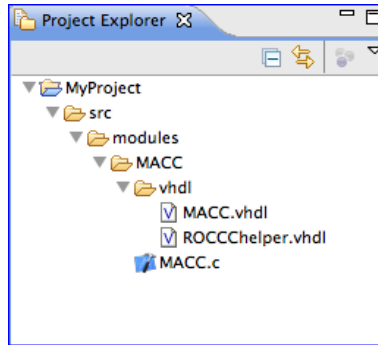 Project Explorer
MyProject
src
modules
MACC
vhdl
MACC.vhdl
ROCCChelper.vhdl
MACC.c